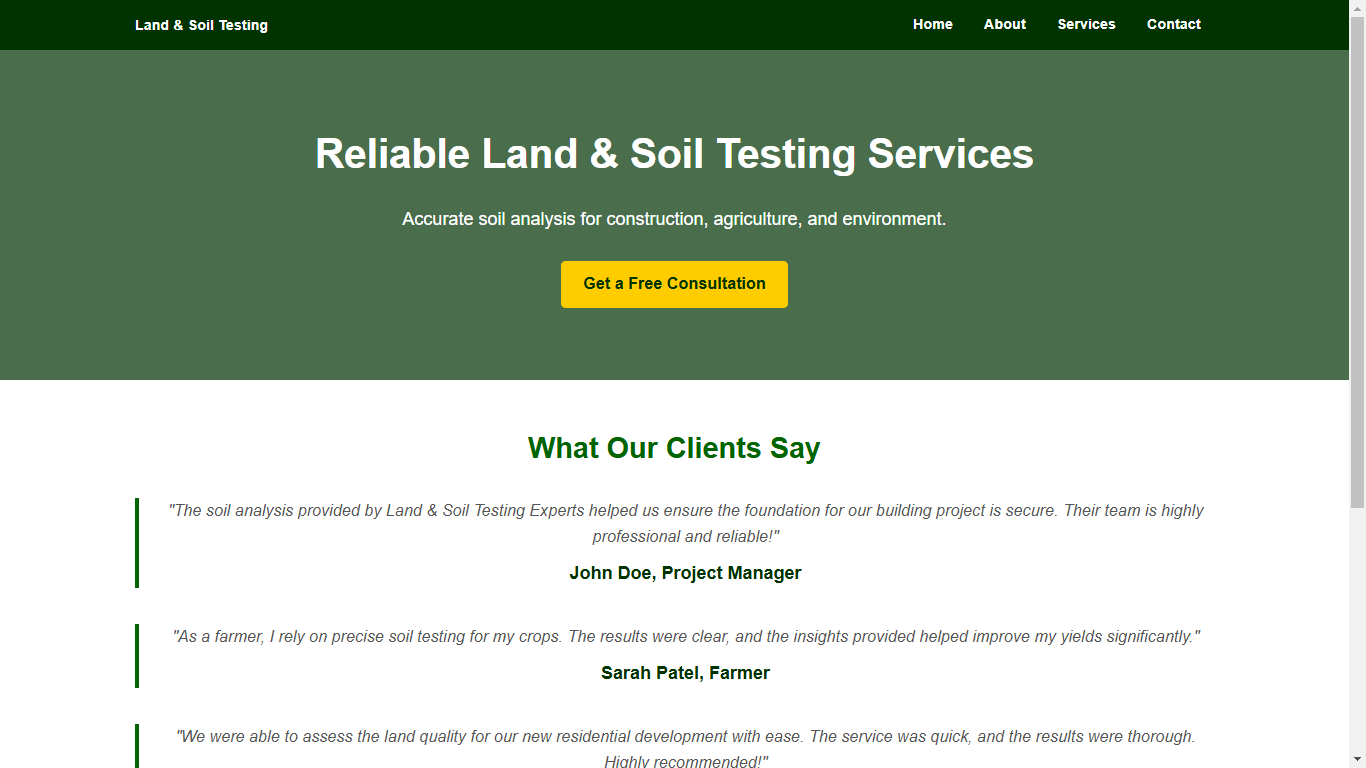 Land & Soil Testing
Home About Services Contact
Reliable Land & Soil Testing Services
Accurate soil analysis for construction, agriculture, and environment.
Get a Free Consultation
What Our Clients Say
"The soil analysis provided by Land & Soil Testing Experts helped us ensure the foundation for our building project is secure. Their team is highly
professional and reliable!"
John Doe, Project Manager
"As a farmer, I rely on precise soil testing for my crops. The results were clear, and the insights provided helped improve my yields significantly."
Sarah Patel, Farmer
"We were able to assess the land quality for our new residential development with ease. The service was quick, and the results were thorough.
Highly recommended!"